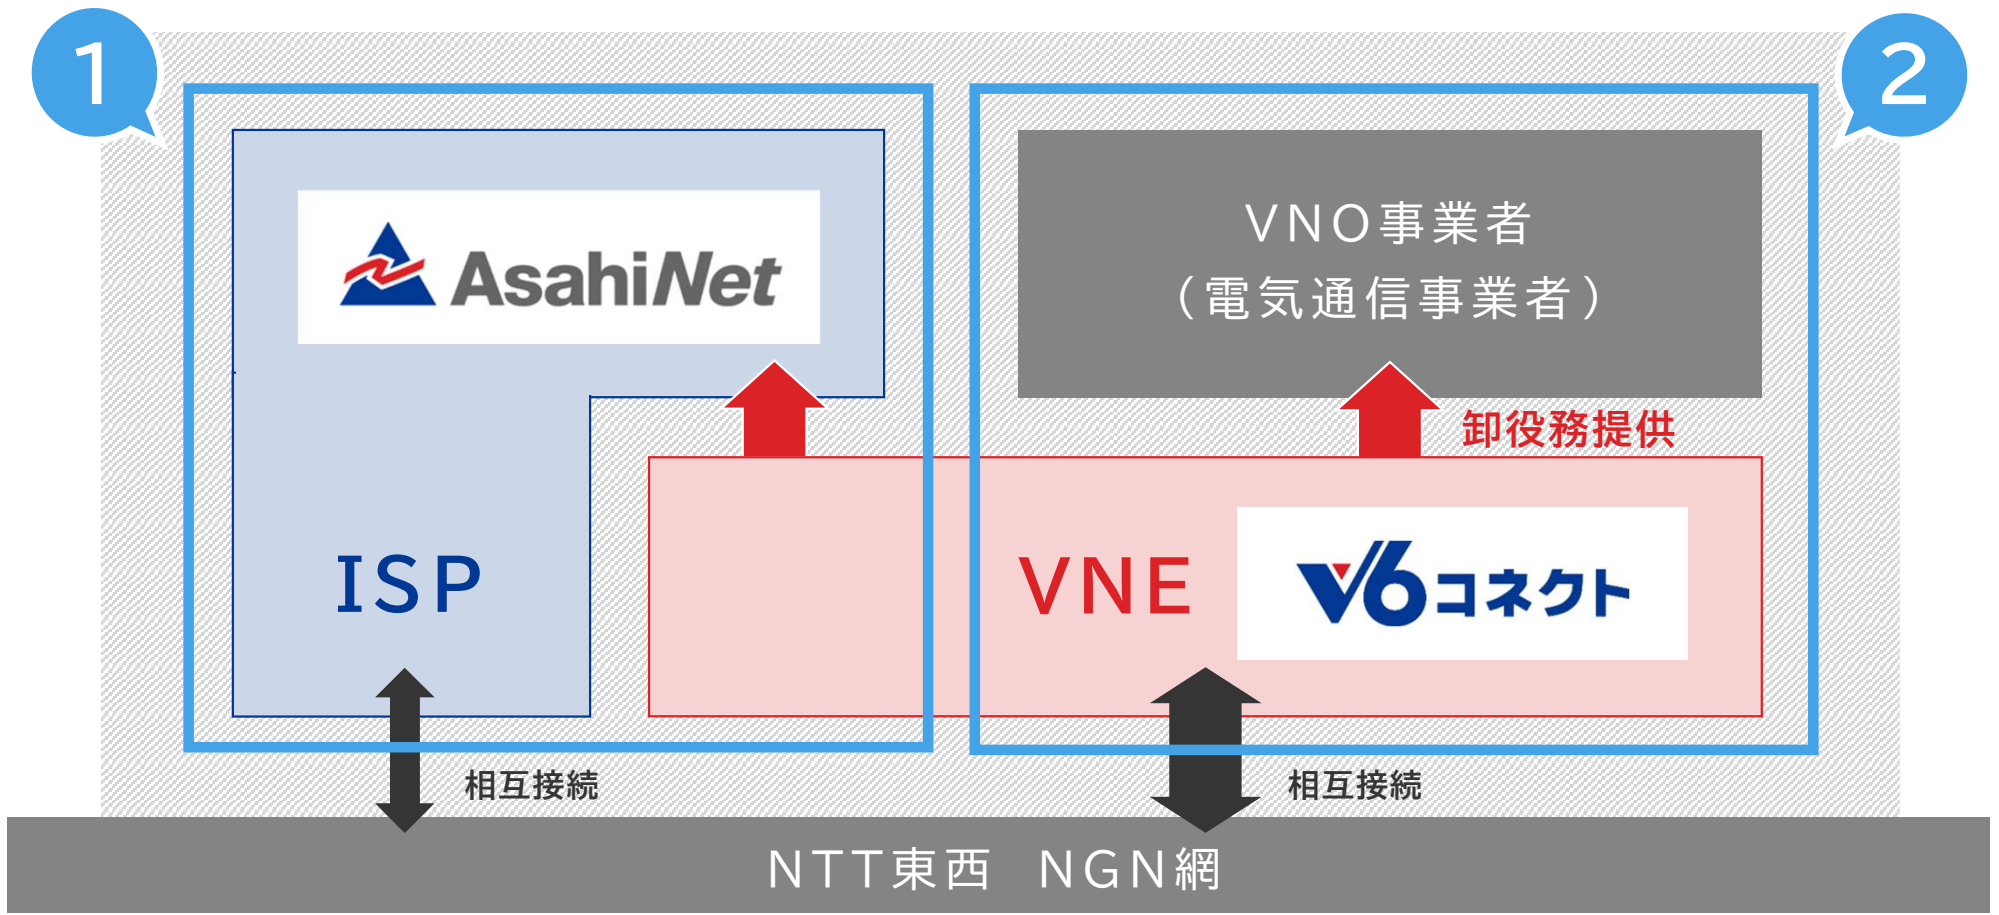 1
2
AsahiNet
VNO事業者
（電気通信事業者）
卸役務提供
ISP
VNE
V6コネクト
相互接続
相互接続
NTT東西　NGN網